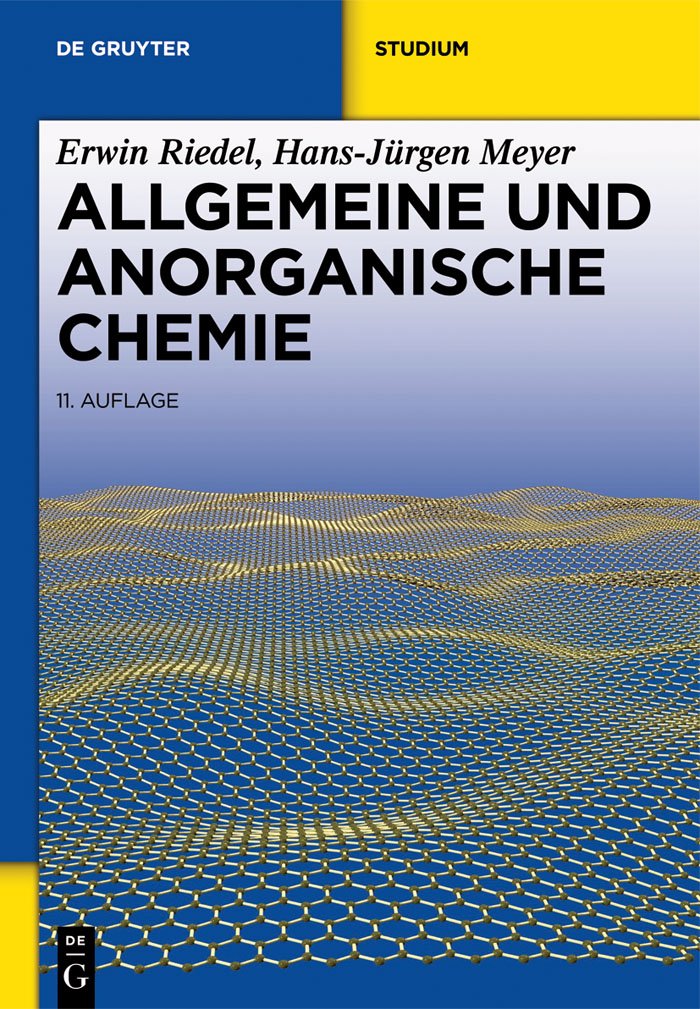 DE GRUYTER
STUDIUM
Erwin Riedel, Hans-Jürgen Meyer
ALLGEMEINE UND
ANORGANISCHE
CHEMIE
11. AUFLAGE
DE
G